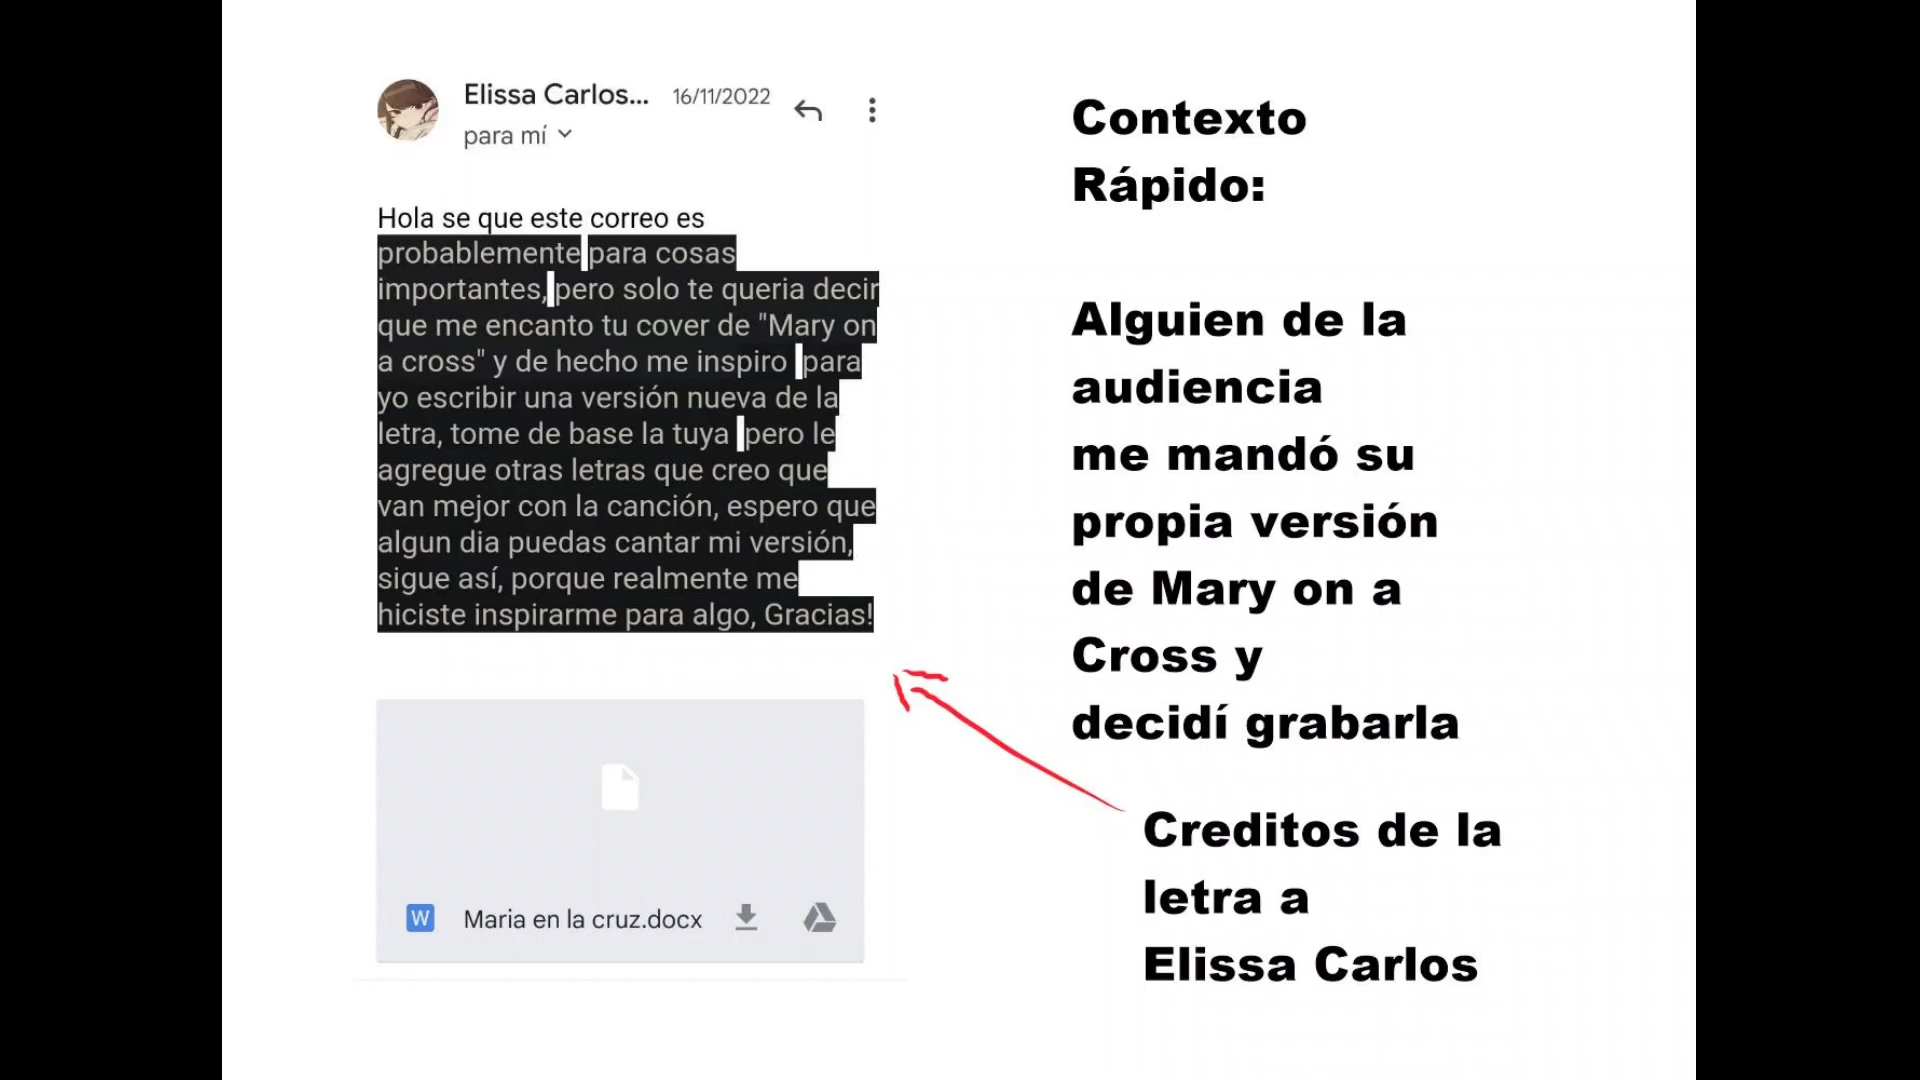 Elissa Carlos... 16/11/2022
para mí
Hola se que este correo es
probablemente para cosas
importantes, pero solo te queria decir
que me encanto tu cover de "Mary on
a cross" y de hecho me inspiro para
yo escribir una versión nueva de la
letra, tome de base la tuya pero le
agregue otras letras que creo que
van mejor con la canción, espero que
algun dia puedas cantar mi versión,
sigue así, porque realmente me
hiciste inspirarme para algo, Gracias!
W Maria en la cruz.docx
Contexto
Rápido:
Alguien de la
audiencia
me mandó su
propia versión
de Mary on a
Cross y
decidí grabarla
Creditos de la
letra a
Elissa Carlos